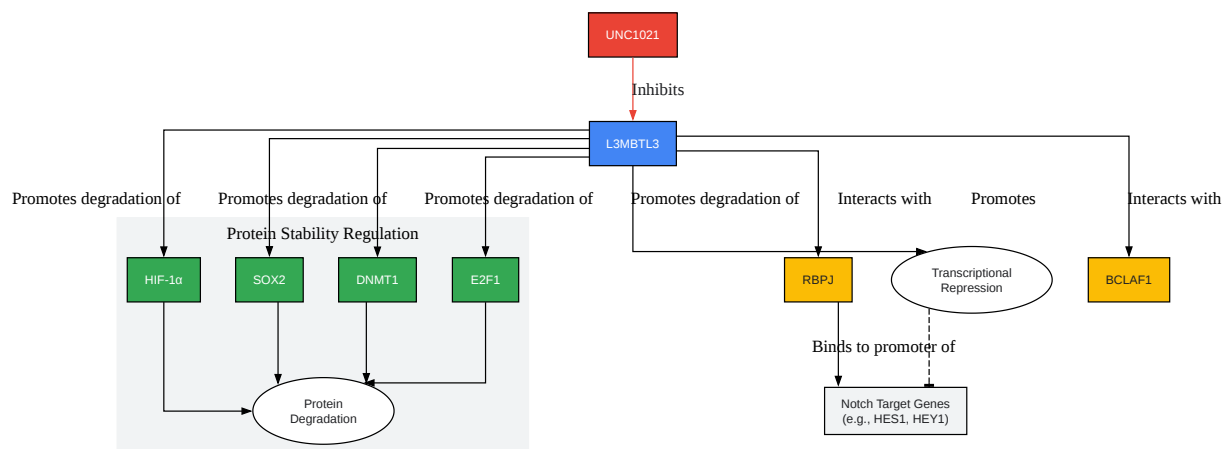 UNC1021
Inhibits
L3MBTL3
Promotes degradation of
Promotes degradation of
Promotes degradation of
Promotes degradation of
Interacts with
Promotes
Interacts with
Protein Stability Regulation
HIF-1α
SOX2
DNMT1
E2F1
RBPJ
Transcriptional
Repression
BCLAF1
Binds to promoter of
Protein
Degradation
Notch Target Genes
(e.g., HES1, HEY1)